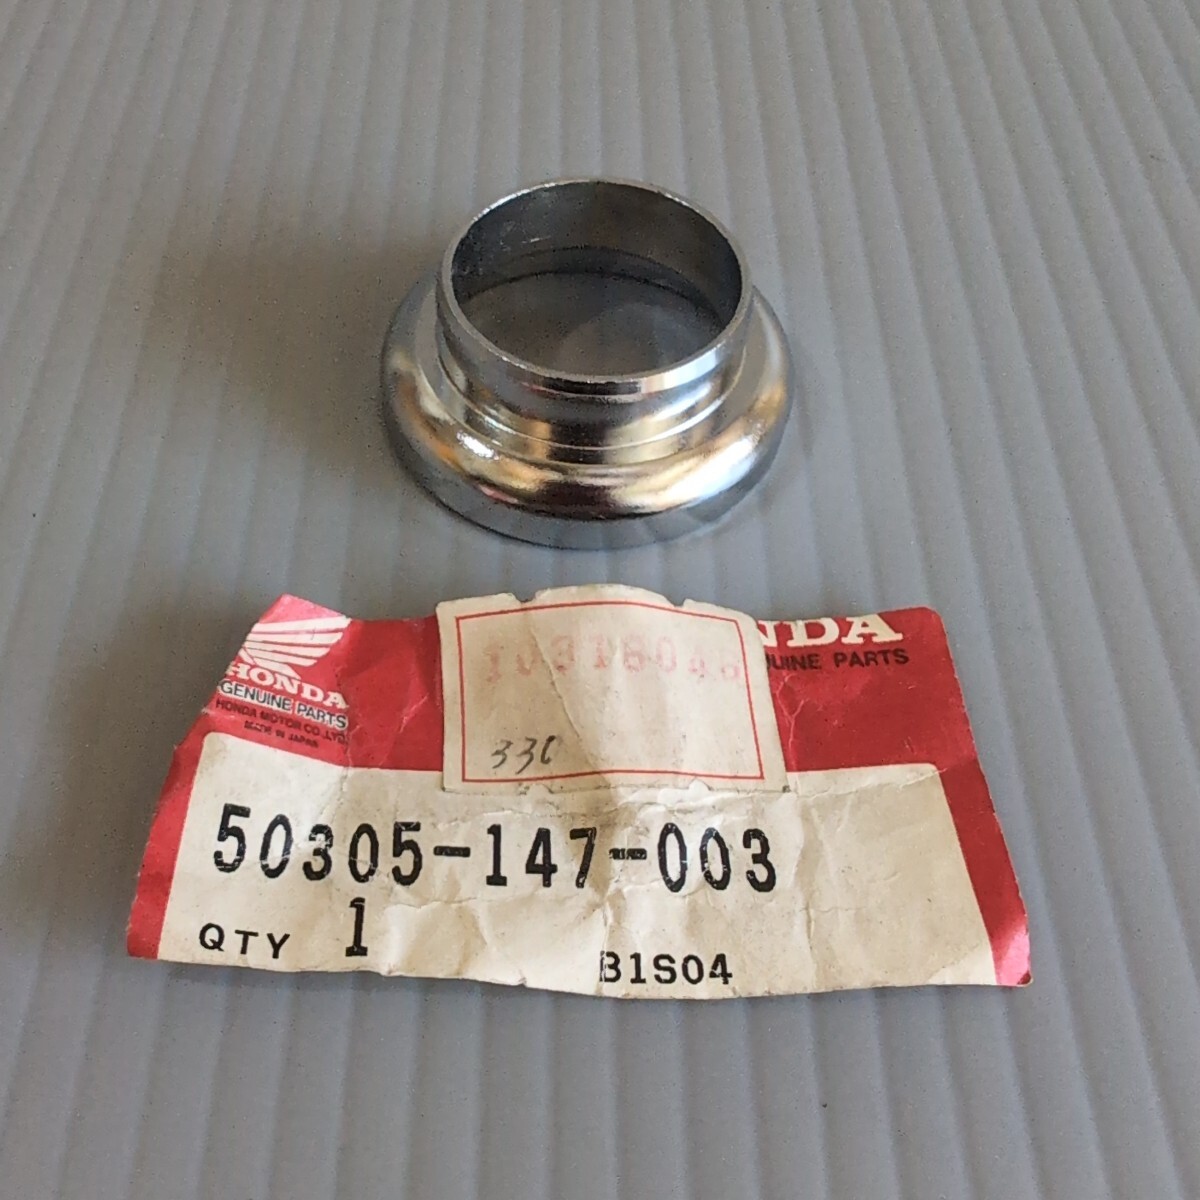 HONDA
GENUINE PARTS
HONDA MOTOR CO.,LTD.
MADE IN JAPAN
NDA
UINE PARTS
330
50305-147-003
QTY 1
B1S04